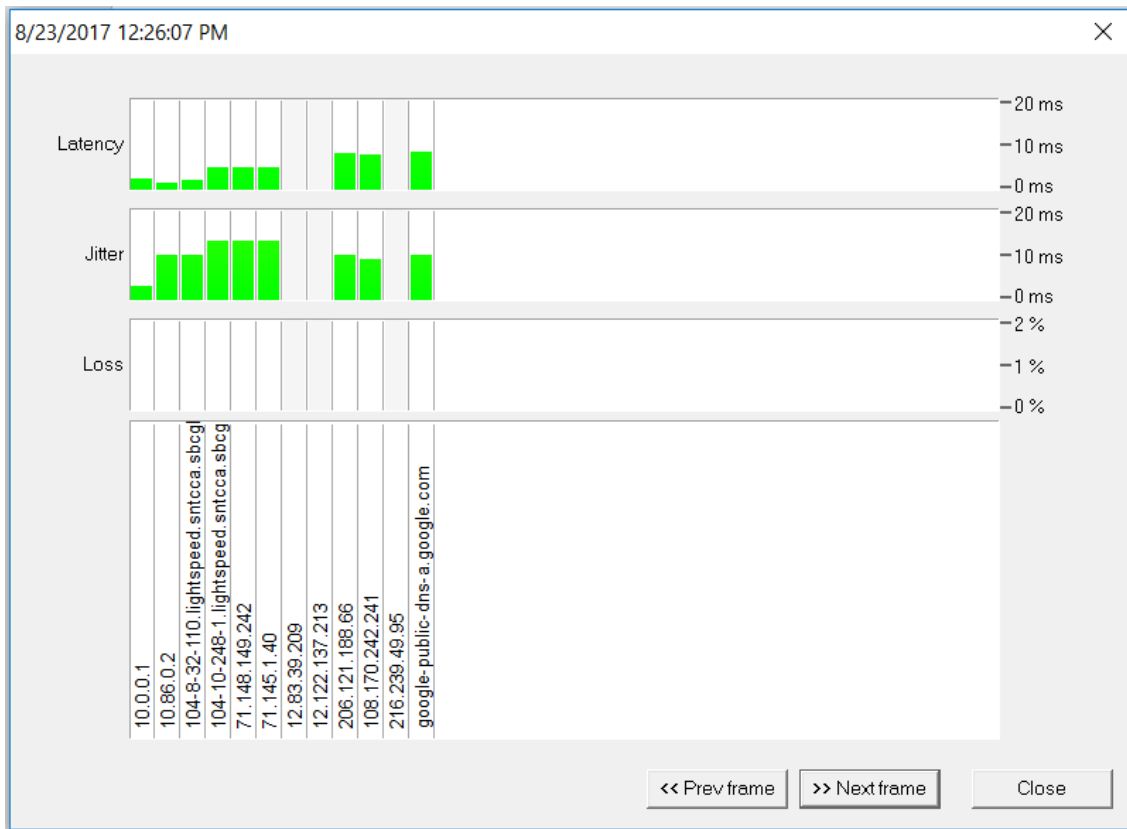 8/23/2017 12:26:07 PM
Latency
20 ms
10 ms
0 ms
Jitter
20 ms
10 ms
0 ms
Loss
2 %
1 %
0 %
10.0.0.1
10.86.0.2
104-8-32-110.lightspeed.sntcca.sbcgl
104-10-248-1.lightspeed.sntcca.sbcg
71.148.149.242
71.145.1.40
12.83.39.209
12.122.137.213
206.121.188.66
108.170.242.241
216.239.49.95
google-public-dns-a.google.com
<< Prev frame
>> Next frame
Close